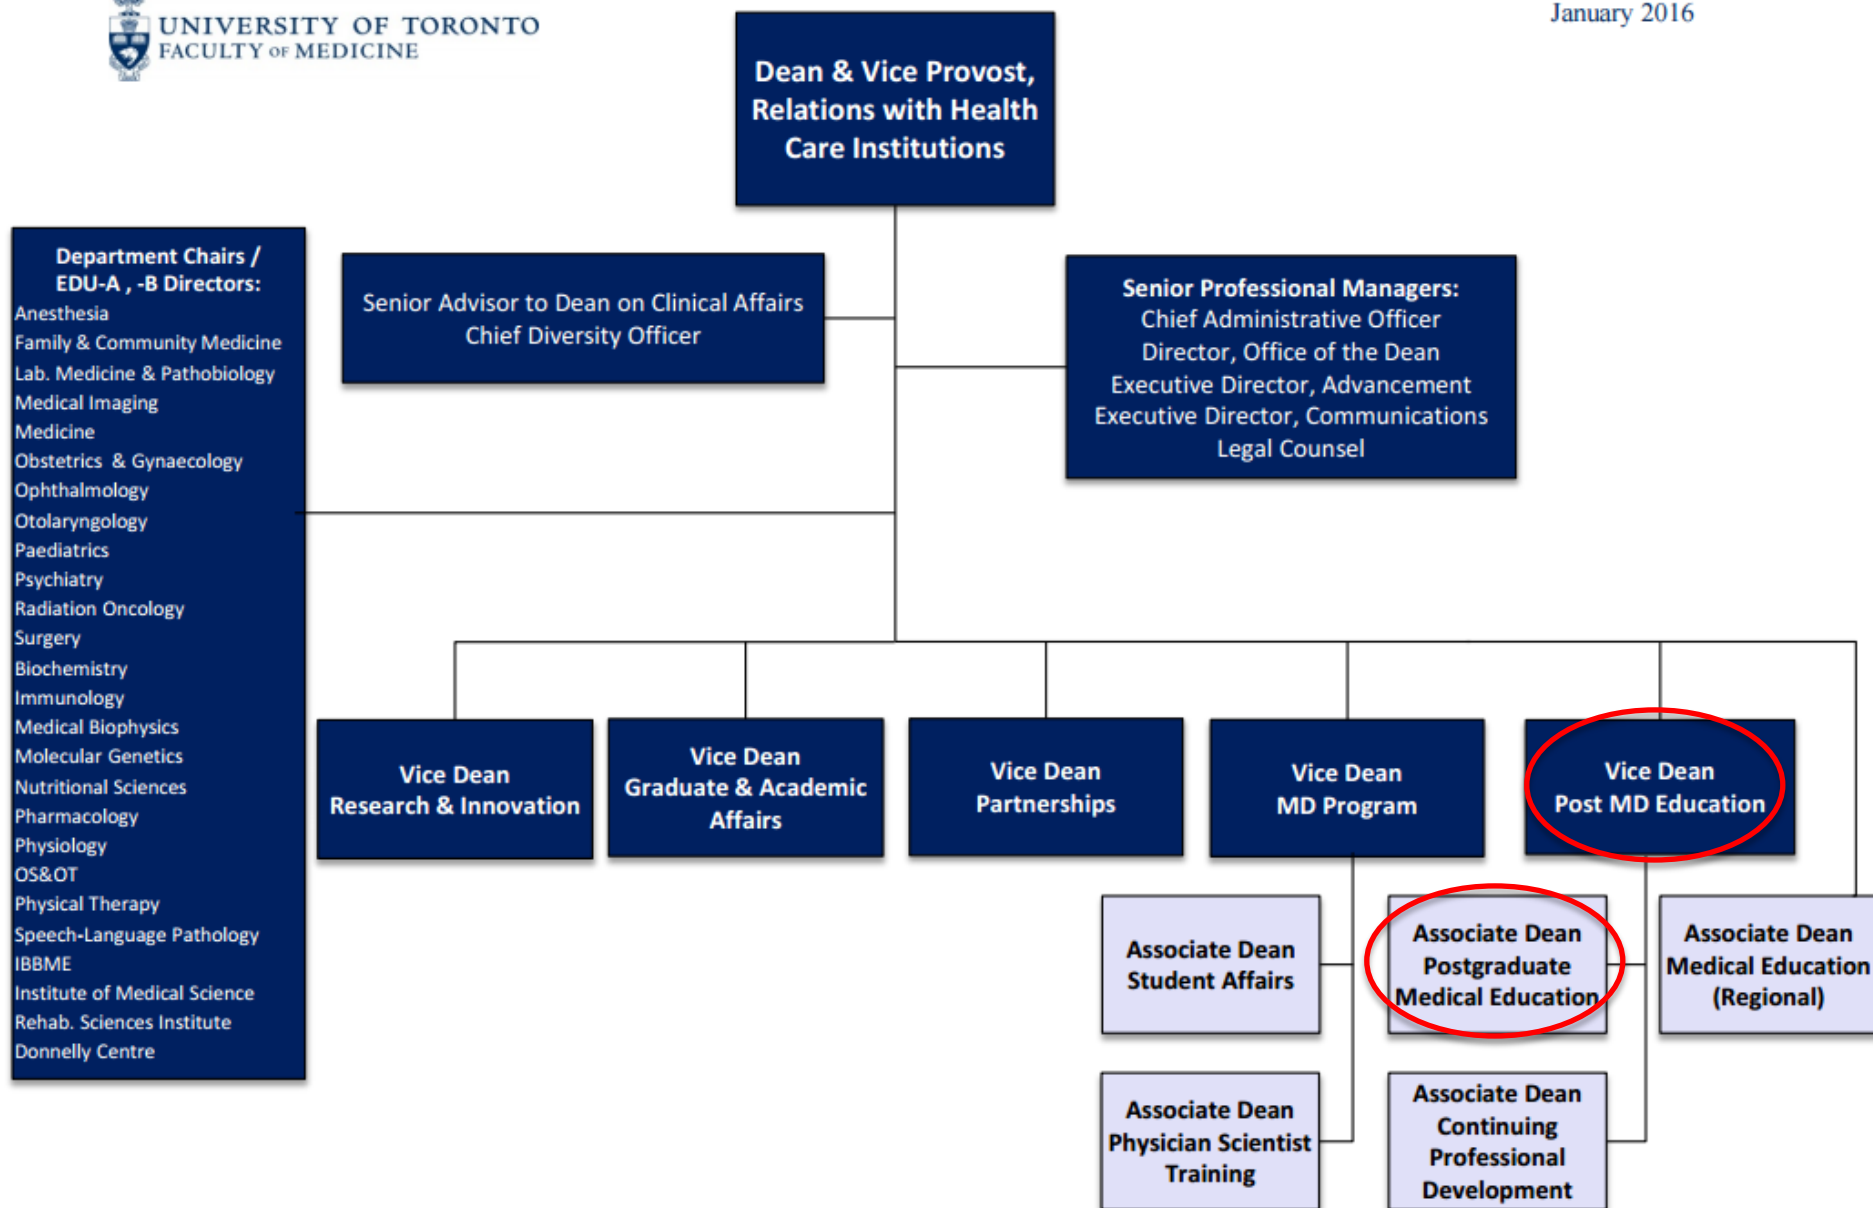 UNIVERSITY OF TORONTO
FACULTY OF MEDICINE
January 2016
Dean & Vice Provost,
Relations with Health
Care Institutions
Department Chairs /
EDU-A , -B Directors:
Anesthesia
Family & Community Medicine
Lab. Medicine & Pathobiology
Medical Imaging
Medicine
Obstetrics & Gynaecology
Ophthalmology
Otolaryngology
Paediatrics
Psychiatry
Radiation Oncology
Surgery
Biochemistry
Immunology
Medical Biophysics
Molecular Genetics
Nutritional Sciences
Pharmacology
Physiology
OS&OT
Physical Therapy
Speech-Language Pathology
IBBME
Institute of Medical Science
Rehab. Sciences Institute
Donnelly Centre
Senior Advisor to Dean on Clinical Affairs
Chief Diversity Officer
Senior Professional Managers:
Chief Administrative Officer
Director, Office of the Dean
Executive Director, Advancement
Executive Director, Communications
Legal Counsel
Vice Dean
Research & Innovation
Vice Dean
Graduate & Academic
Affairs
Vice Dean
Partnerships
Vice Dean
MD Program
Vice Dean
Post MD Education
Associate Dean
Student Affairs
Associate Dean
Postgraduate
Medical Education
Associate Dean
Medical Education
(Regional)
Associate Dean
Physician Scientist
Training
Associate Dean
Continuing
Professional
Development